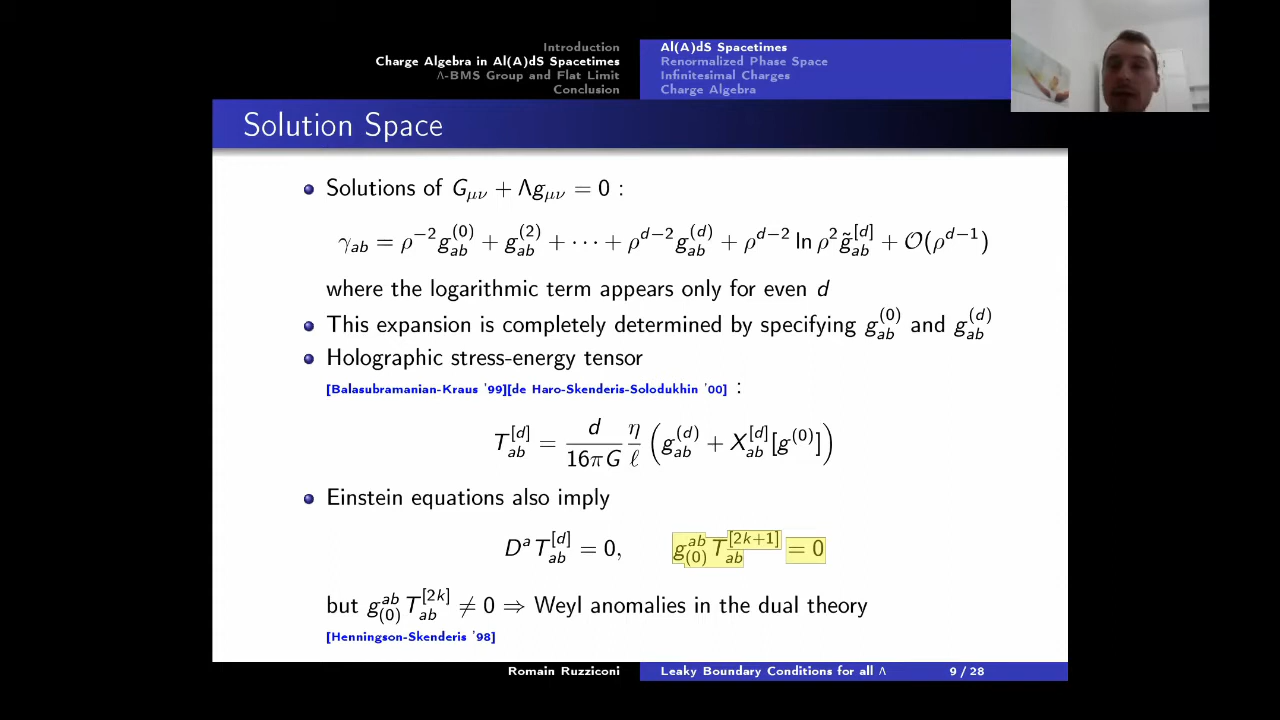 Introduction
Charge Algebra in Al(A)dS Spacetimes
Λ-BMS Group and Flat Limit
Conclusion
Al(A)dS Spacetimes
Renormalized Phase Space
Infinitesimal Charges
Charge Algebra
Solution Space
Solutions of G_{μν} + Λg_{μν} = 0 :
γ_{ab} = ρ^{−2} g^{(0)}_{ab} + g^{(2)}_{ab} + ⋯ + ρ^{d−2} g^{(d)}_{ab} + ρ^{d−2} ln ρ^2 g̃^{[d]}_{ab} + O(ρ^{d−1})
where the logarithmic term appears only for even d
This expansion is completely determined by specifying g^{(0)}_{ab} and g^{(d)}_{ab}
Holographic stress-energy tensor
[Balasubramanian-Kraus '99][de Haro-Skenderis-Solodukhin '00] :
T^{[d]}_{ab} = \frac{d}{16πG} \frac{η}{ℓ} (g^{(d)}_{ab} + X^{[d]}_{ab}[g^{(0)}])
Einstein equations also imply
D^a T^{[d]}_{ab} = 0, g^{ab}_{(0)} T^{[2k+1]}_{ab} = 0
but g^{ab}_{(0)} T^{[2k]}_{ab} ≠ 0 ⇒ Weyl anomalies in the dual theory
[Henningson-Skenderis '98]
Romain Ruzziconi Leaky Boundary Conditions for all Λ 9 / 28